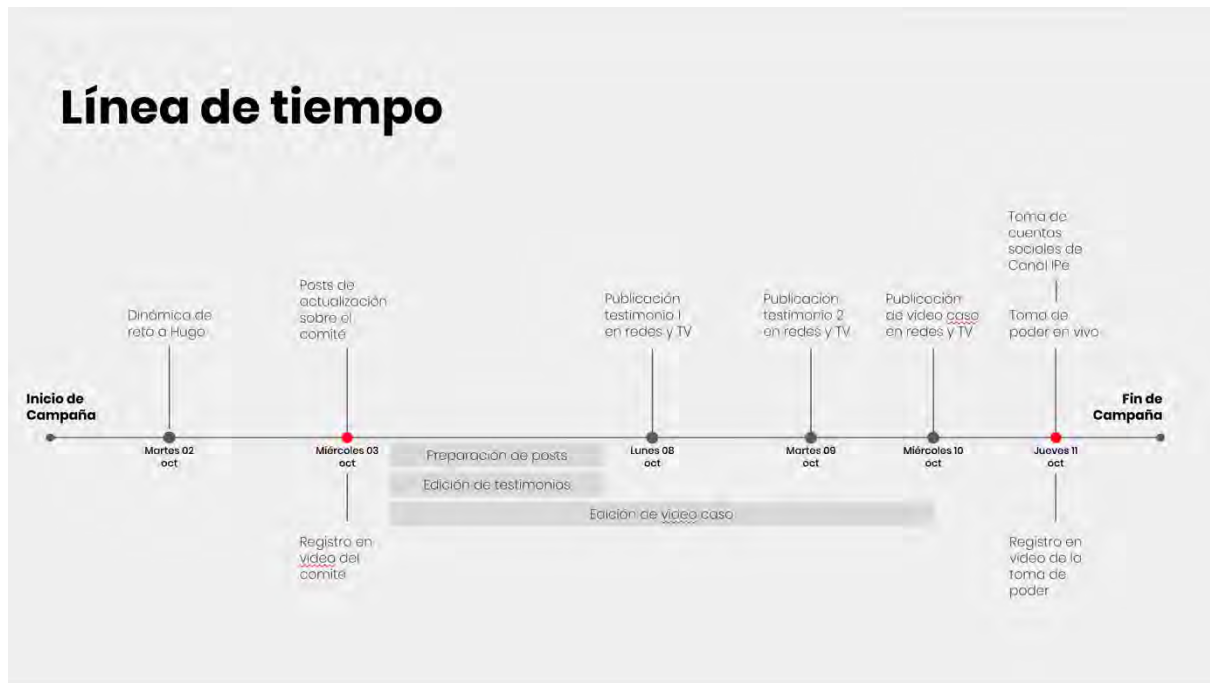 Línea de tiempo
Toma de
cuentas
sociales de
Canal IPe
Posts de
actualización
sobre el
comité
Publicación
testimonio 1
en redes y TV
Publicación
testimonio 2
en redes y TV
Publicación
de video caso
en redes y TV
Dinámica de
reto a Hugo
Toma de
poder en vivo
Inicio de
Campaña
Fin de
Campaña
Martes 02
oct
Miércoles 03
oct
Lunes 08
oct
Martes 09
oct
Miércoles 10
oct
Jueves 11
oct
Preparación de posts
Edición de testimonios
Edición de video caso
Registro en
video del
comité
Registro en
video de la
toma de
poder